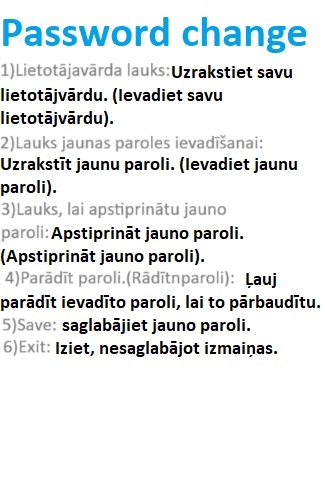 Password change
1)Lietotājavārda lauks:Uzrakstiet savu
lietotājvārdu. (Ievadiet savu
lietotājvārdu).
2)Lauks jaunas paroles ievadīšanai:
Uzrakstīt jaunu paroli. (Ievadiet jaunu
paroli).
3)Lauks, lai apstiprinātu jauno
paroli: Apstiprināt jauno paroli.
(Apstiprināt jauno paroli).
4)Parādīt paroli.(Rādītnparoli): Ļauj
parādīt ievadīto paroli, lai to pārbaudītu.
5)Save: saglabājiet jauno paroli.
6)Exit: Iziet, nesaglabājot izmaiņas.